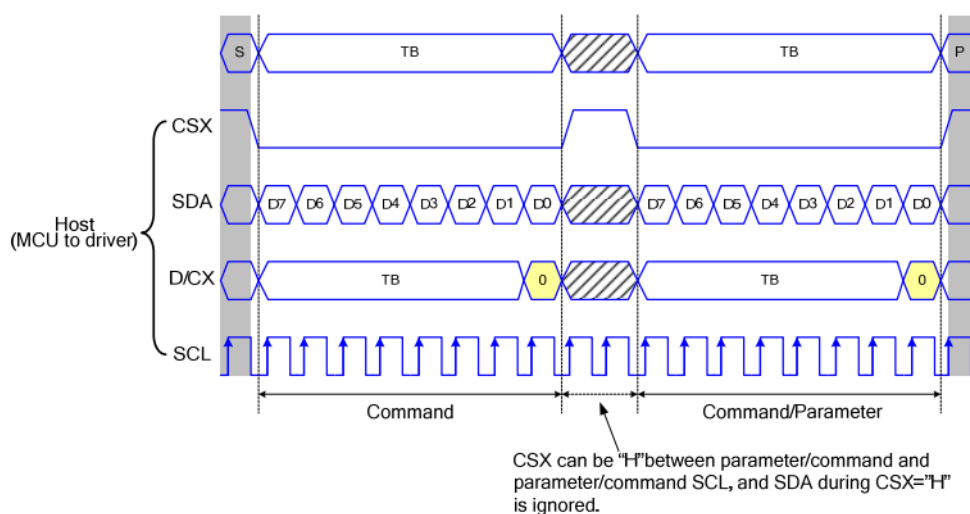 S TB TB P
CSX
SDA D7 D6 D5 D4 D3 D2 D1 D0 D7 D6 D5 D4 D3 D2 D1 D0
Host
(MCU to driver)
D/CX TB 0 TB 0
SCL
Command Command/Parameter
CSX can be "H"between parameter/command and
parameter/command SCL, and SDA during CSX="H"
is ignored.